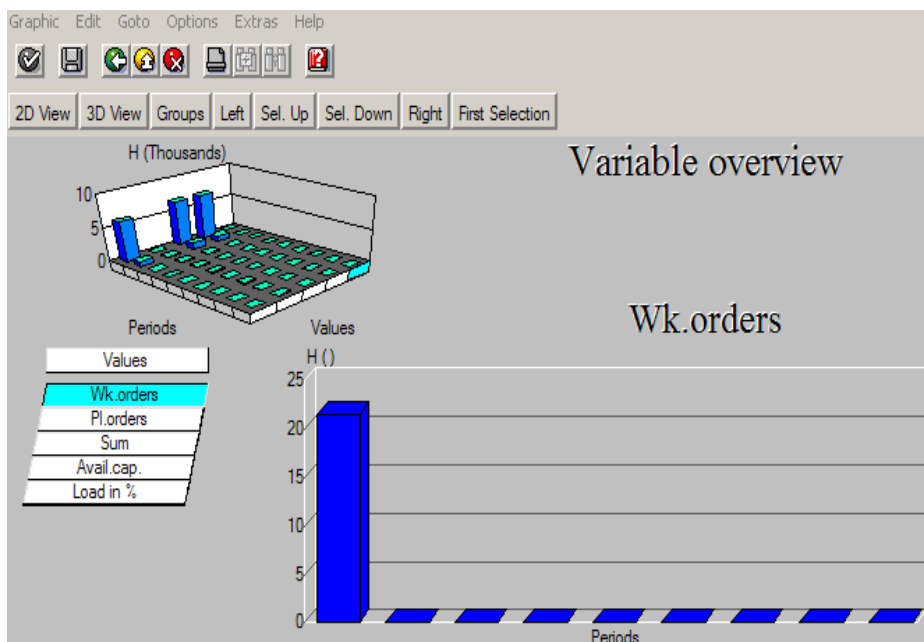 Graphic Edit Goto Options Extras Help
2D View 3D View Groups Left Sel. Up Sel. Down Right First Selection
Variable overview
H (Thousands)
10
5
0
Periods Values
Wk.orders
Values
Wk.orders
Pl.orders
Sum
Avail.cap.
Load in %
H ()
25
20
15
10
5
0
Periods